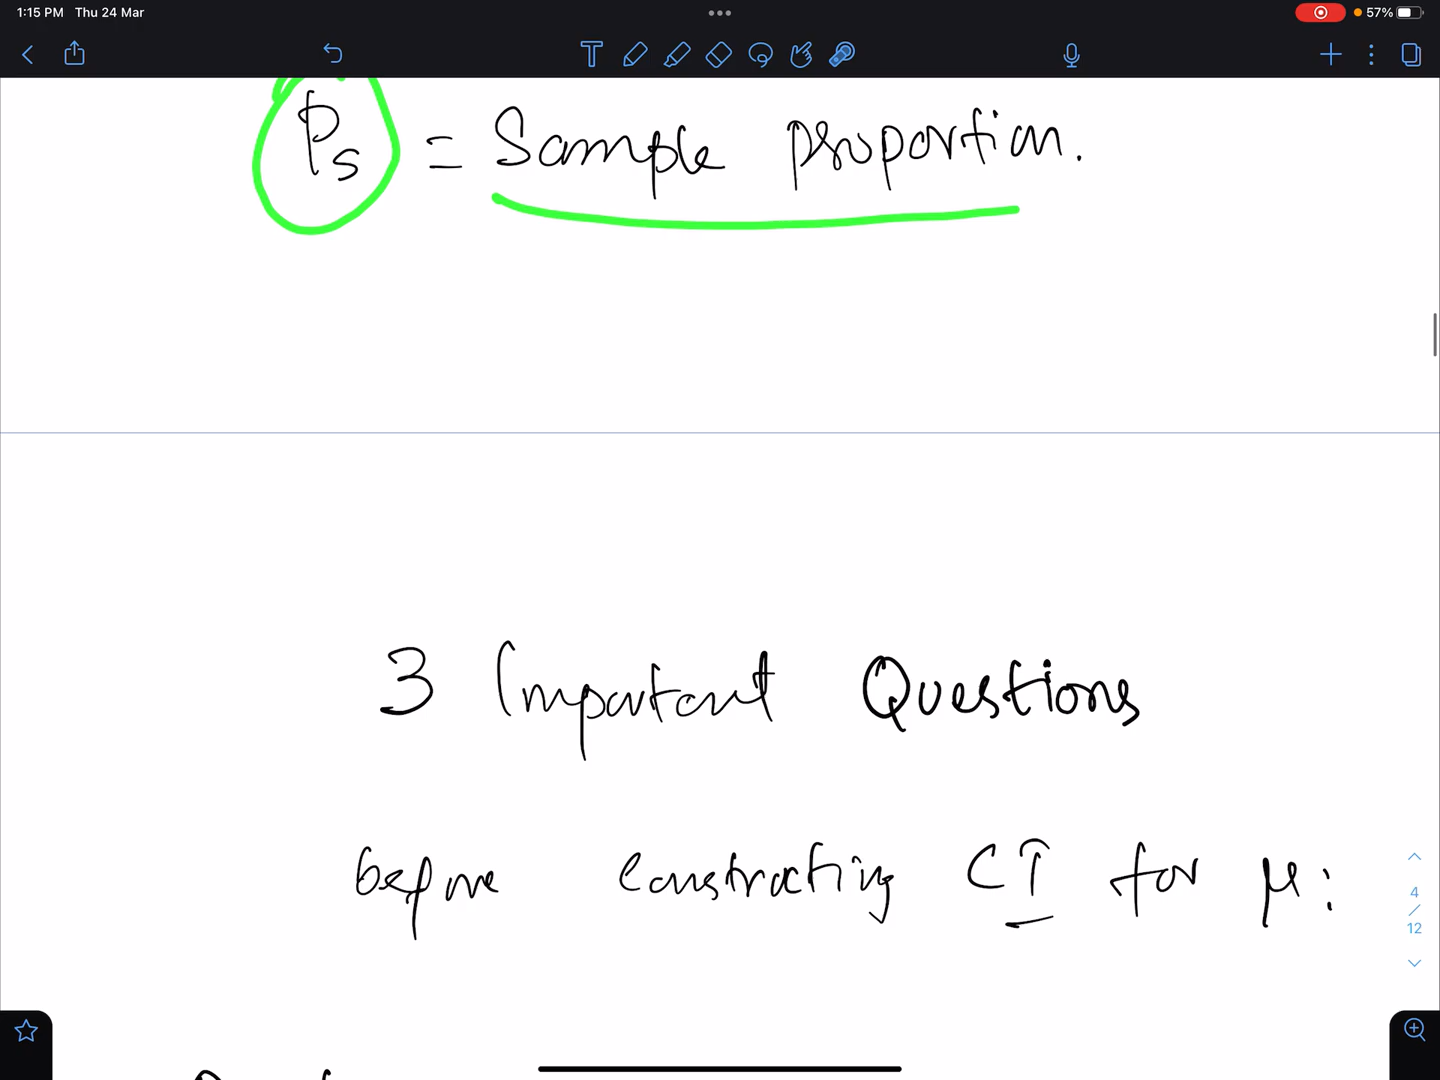 1:15 PM Thu 24 Mar
57%
Ps = Sample proportion.
3 Important Questions
before constructing CI for μ:
4
/
12